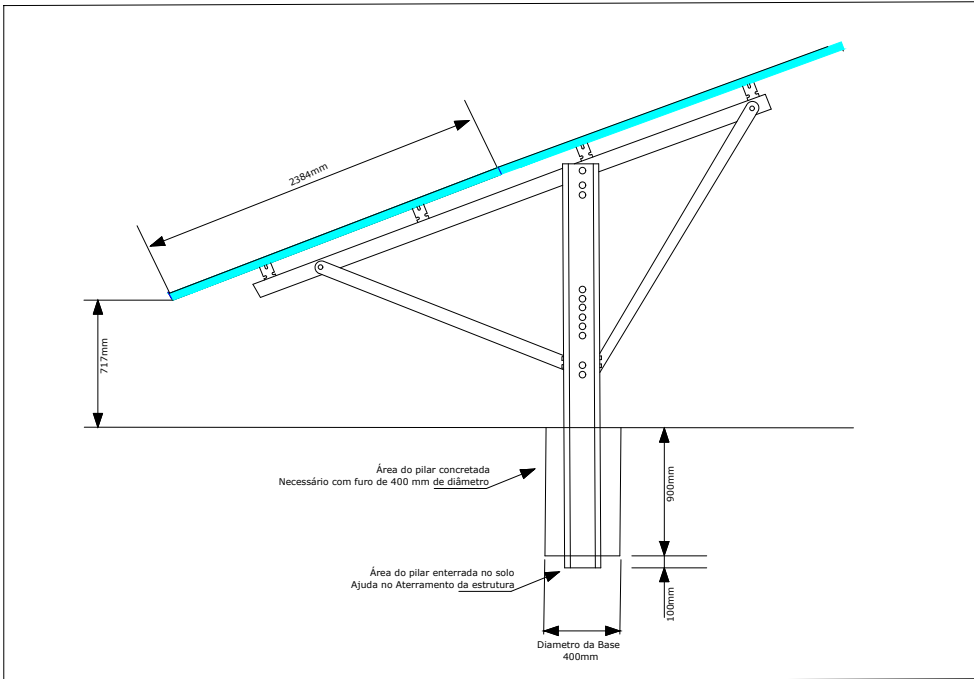 2384mm
717mm
Área do pilar concretada
Necessário com furo de 400 mm de diâmetro
900mm
Área do pilar enterrada no solo
Ajuda no Aterramento da estrutura
100mm
Diametro da Base
400mm